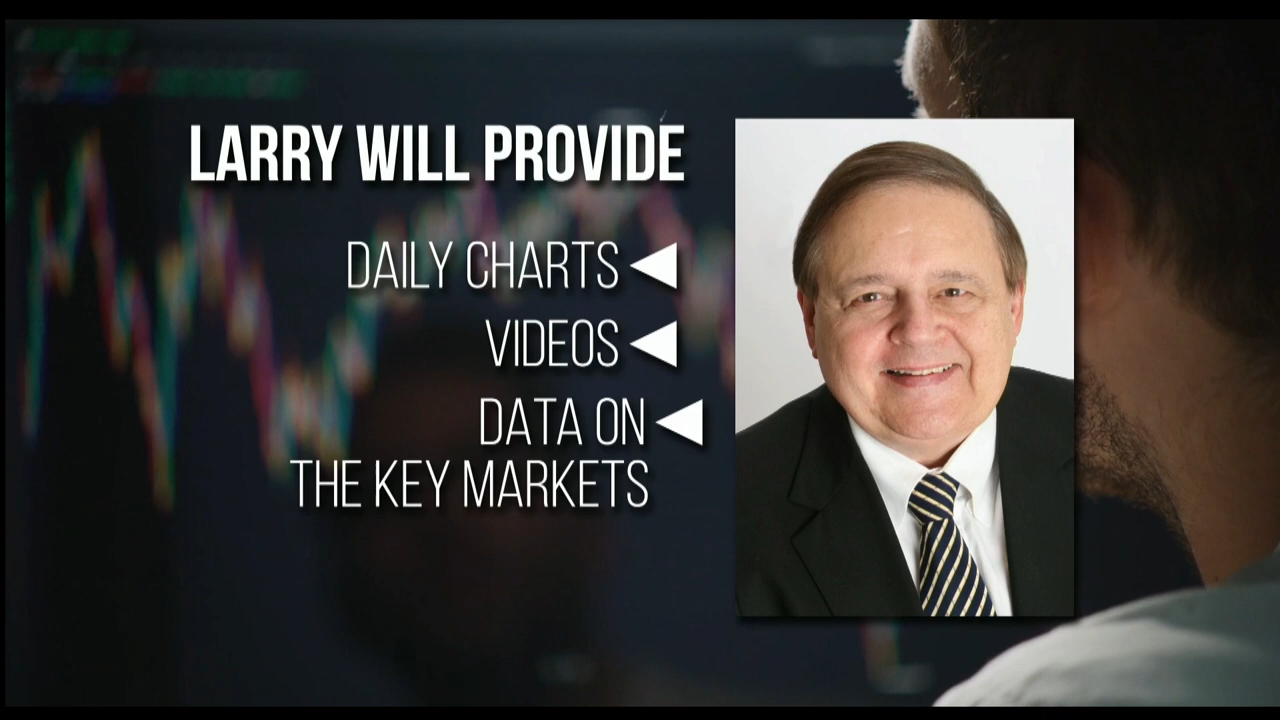 LARRY WILL PROVIDE
DAILY CHARTS
VIDEOS
DATA ON
THE KEY MARKETS